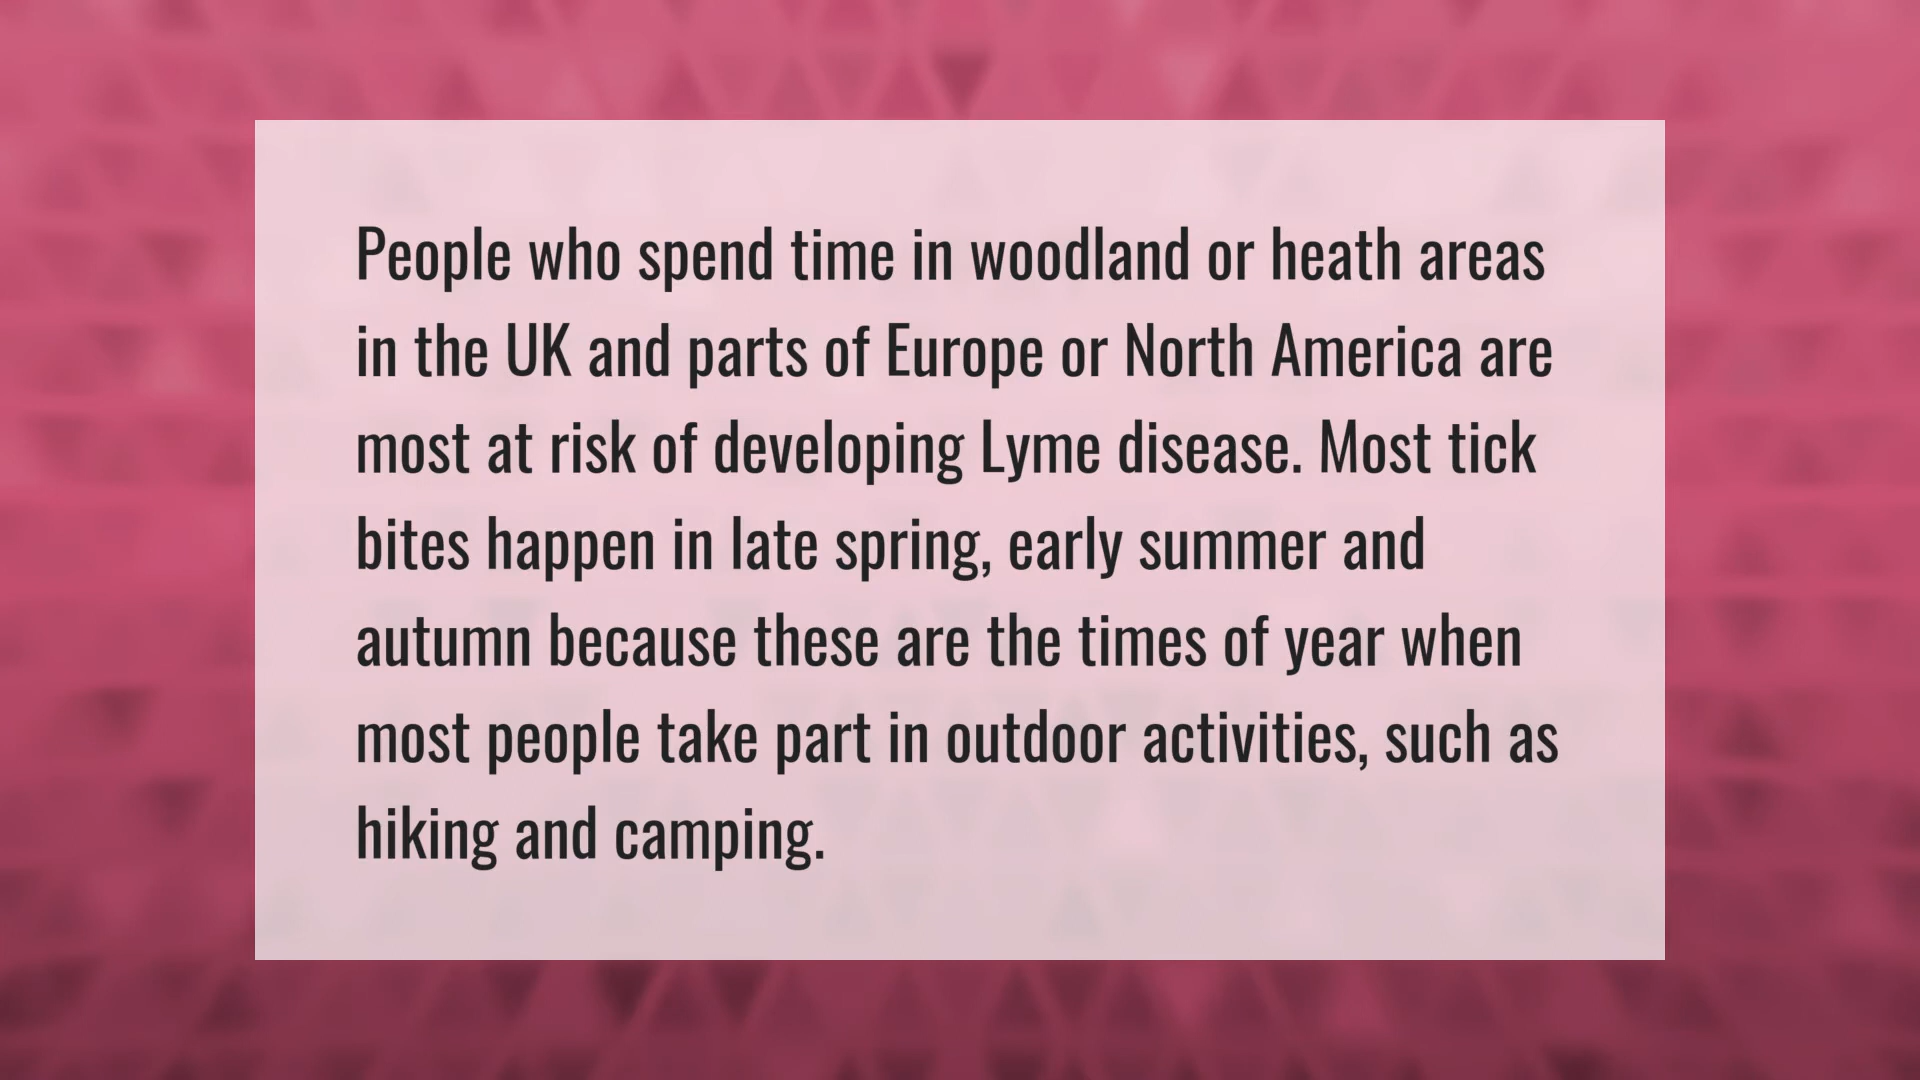 People who spend time in woodland or heath areas
in the UK and parts of Europe or North America are
most at risk of developing Lyme disease. Most tick
bites happen in late spring, early summer and
autumn because these are the times of year when
most people take part in outdoor activities, such as
hiking and camping.